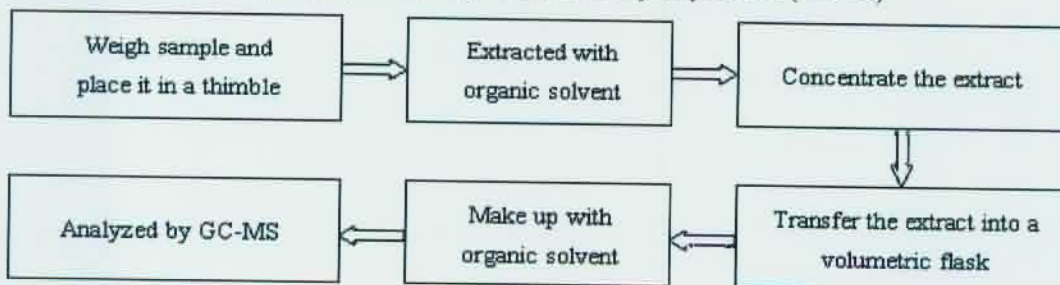 Weigh sample and
place it in a thimble
Extracted with
organic solvent
Concentrate the extract
Transfer the extract into a
volumetric flask
Make up with
organic solvent
Analyzed by GC-MS